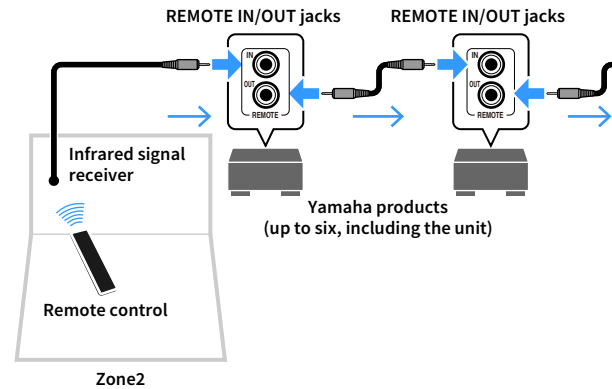 REMOTE IN/OUT jacks
REMOTE IN/OUT jacks
IN
OUT
REMOTE
IN
OUT
REMOTE
Infrared signal
receiver
Yamaha products
(up to six, including the unit)
Remote control
Zone2